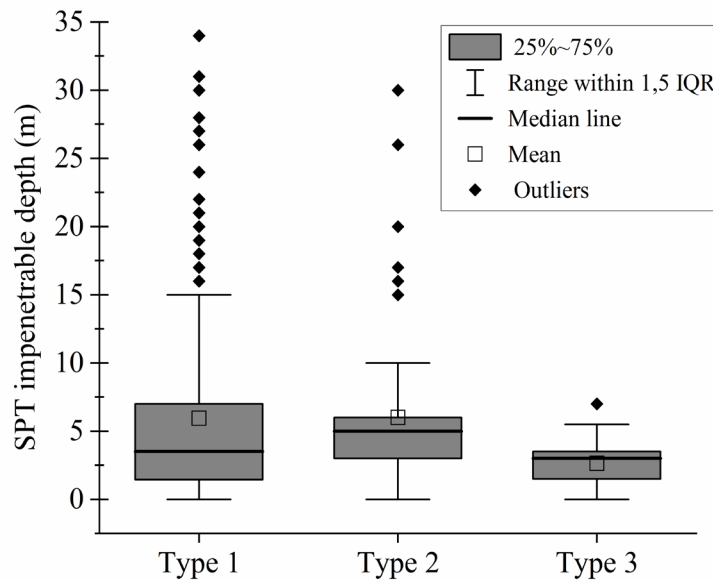 35
30
25
20
15
10
5
0
SPT impenetrable depth (m)
25%~75%
Range within 1,5 IQR
Median line
Mean
Outliers
Type 1 Type 2 Type 3